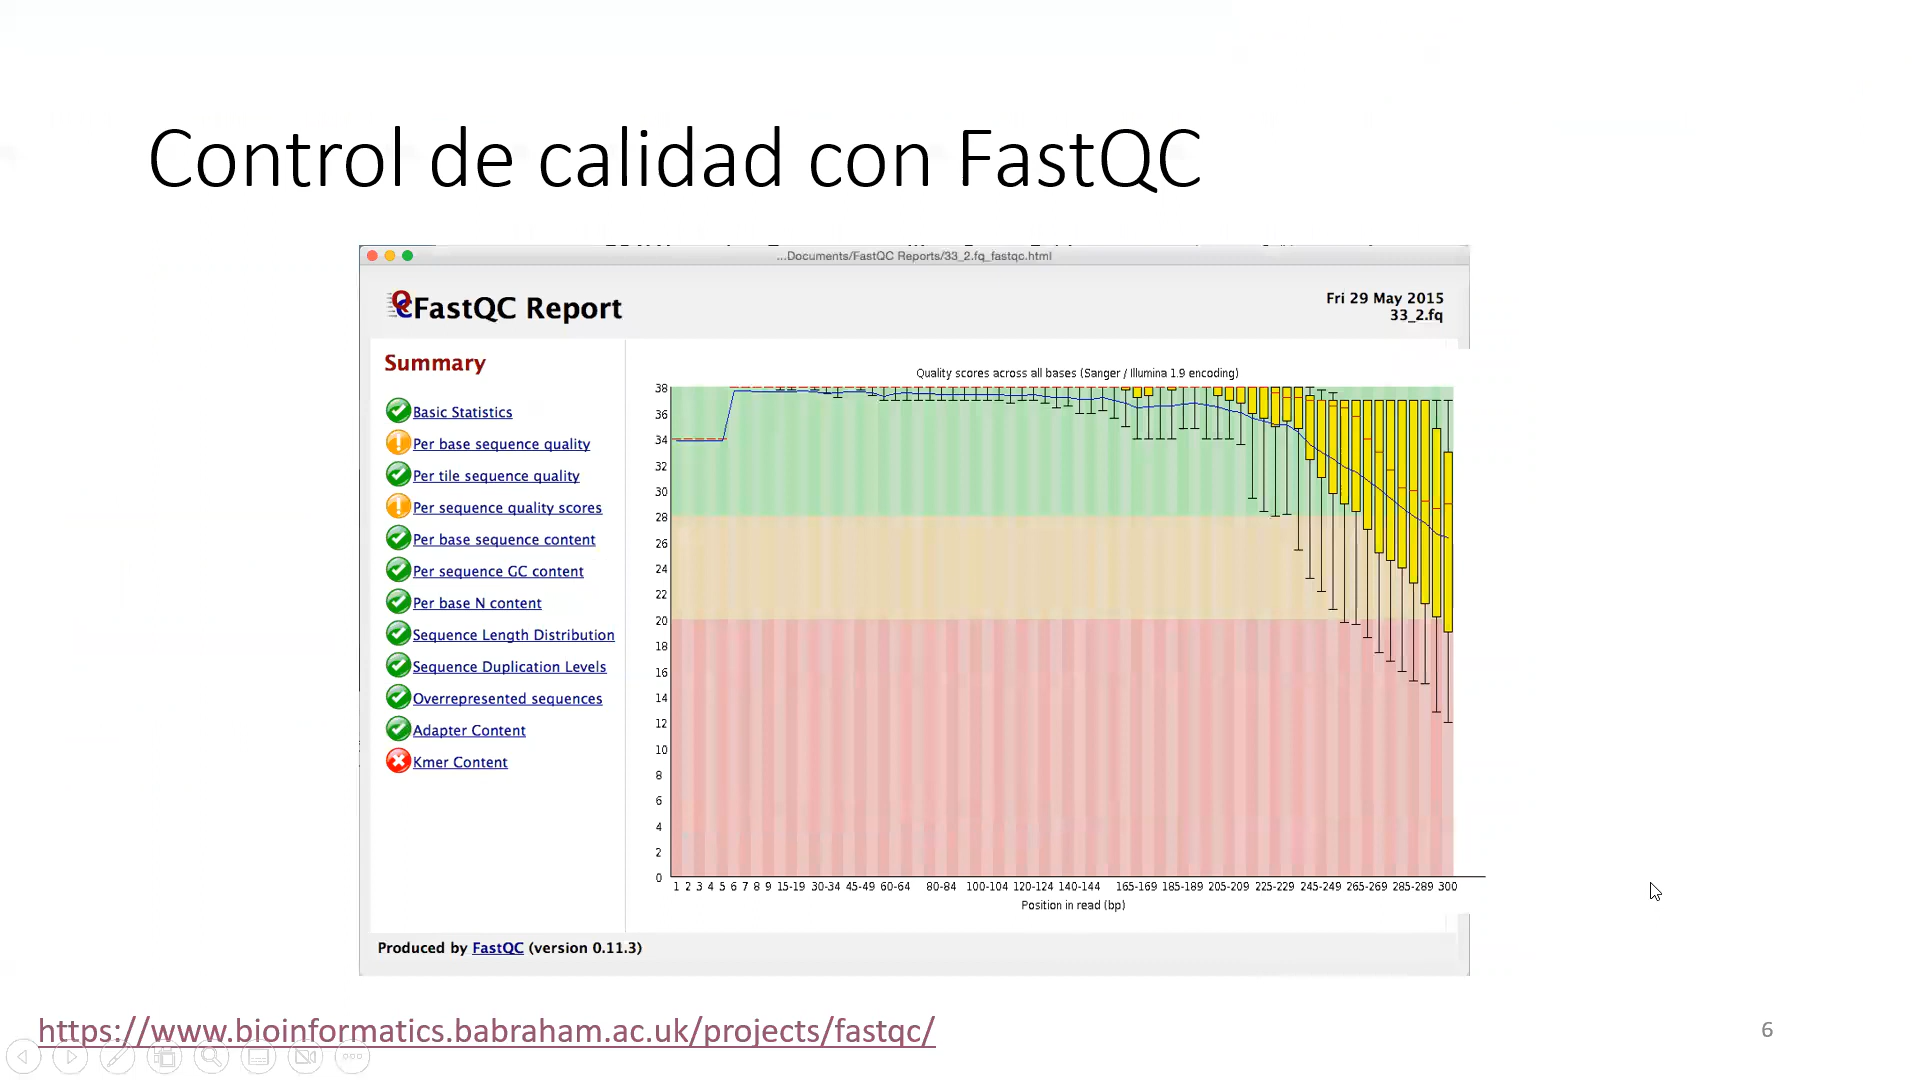 Control de calidad con FastQC
...Documents/FastQC Reports/33_2.fq_fastqc.html
FastQC Report
Fri 29 May 2015
33_2.fq
Summary
Basic Statistics
Per base sequence quality
Per tile sequence quality
Per sequence quality scores
Per base sequence content
Per sequence GC content
Per base N content
Sequence Length Distribution
Sequence Duplication Levels
Overrepresented sequences
Adapter Content
Kmer Content
Quality scores across all bases (Sanger / Illumina 1.9 encoding)
38
36
34
32
30
28
26
24
22
20
18
16
14
12
10
8
6
4
2
0
1 2 3 4 5 6 7 8 9 15-19 30-34 45-49 60-64 80-84 100-104 120-124 140-144 165-169 185-189 205-209 225-229 245-249 265-269 285-289 300
Position in read (bp)
Produced by FastQC (version 0.11.3)
https://www.bioinformatics.babraham.ac.uk/projects/fastqc/
6